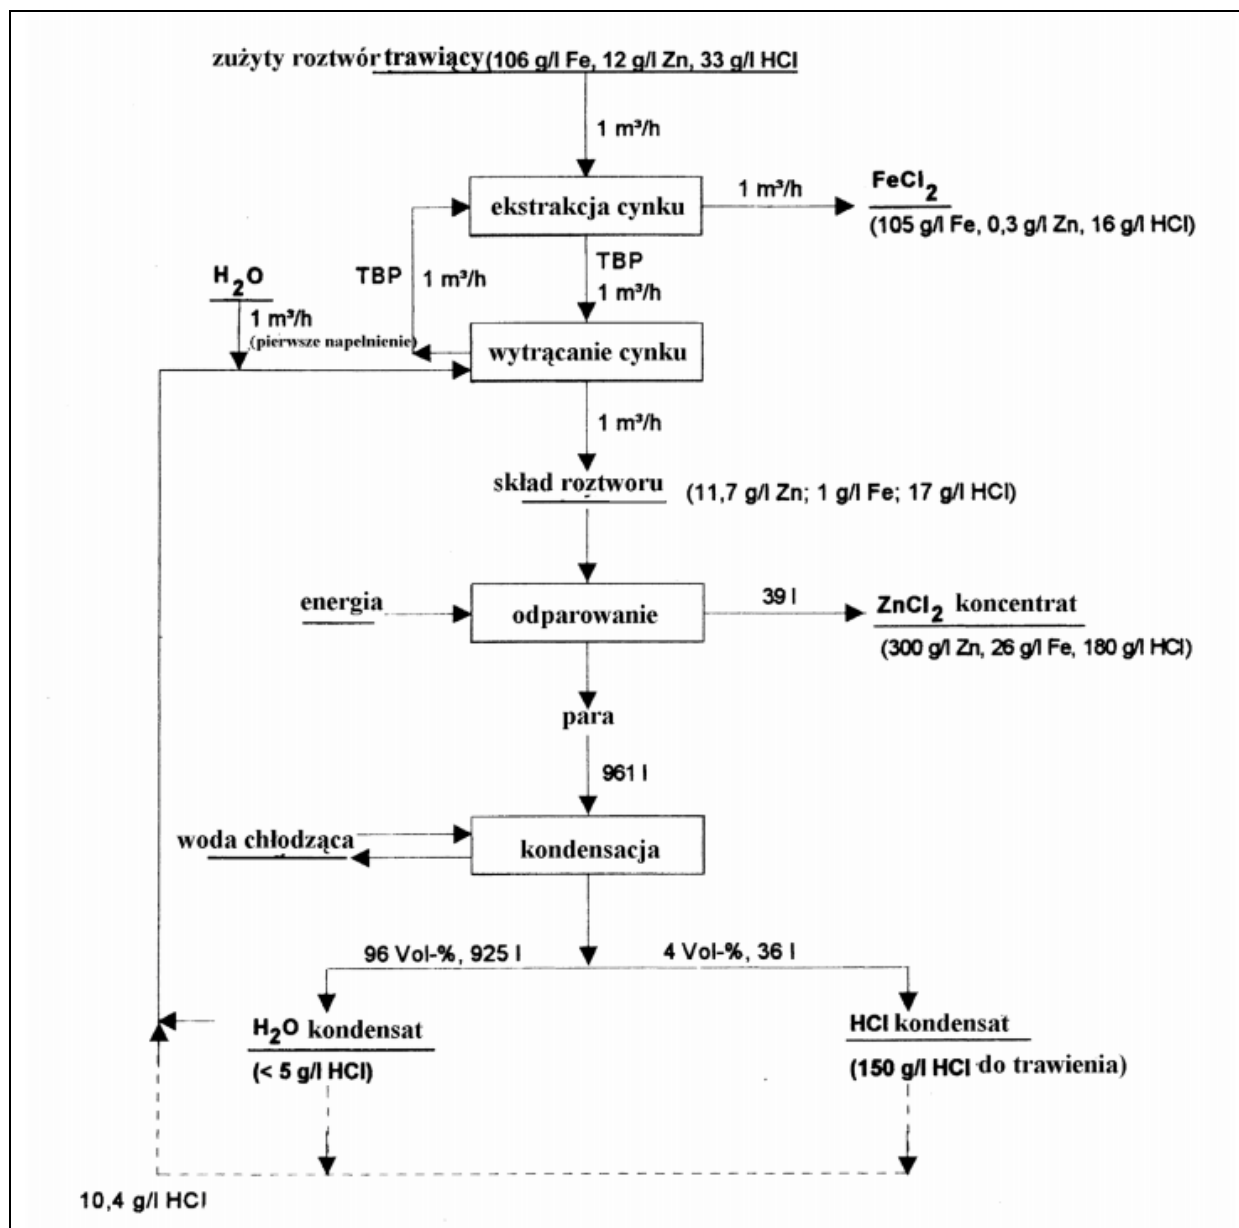 zużyty roztwór trawiący (106 g/l Fe, 12 g/l Zn, 33 g/l HCl
1 m³/h
ekstrakcja cynku
1 m³/h
FeCl2
(105 g/l Fe, 0,3 g/l Zn, 16 g/l HCl)
TBP
1 m³/h
TBP
1 m³/h
H2O
1 m³/h
(pierwsze napełnienie)
wytrącanie cynku
1 m³/h
skład roztworu (11,7 g/l Zn; 1 g/l Fe; 17 g/l HCl)
energia
odparowanie
39 l
ZnCl2 koncentrat
(300 g/l Zn, 26 g/l Fe, 180 g/l HCl)
para
961 l
woda chłodząca
kondensacja
96 Vol-%, 925 l
4 Vol-%, 36 l
H2O kondensat
(< 5 g/l HCl)
HCl kondensat
(150 g/l HCl do trawienia)
10,4 g/l HCl